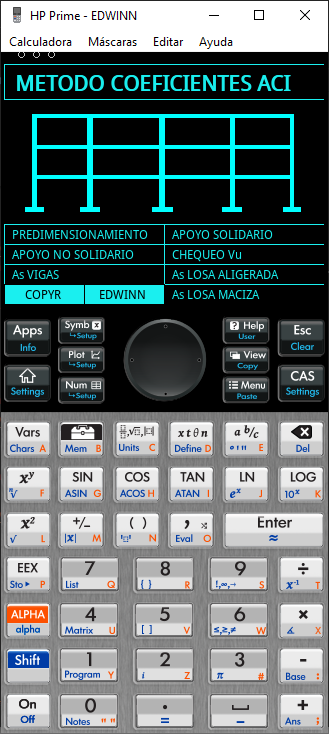 HP Prime - EDWINN
Calculadora Máscaras Editar Ayuda
METODO COEFICIENTES ACI
PREDIMENSIONAMIENTO APOYO SOLIDARIO
APOYO NO SOLIDARIO CHEQUEO Vu
As VIGAS As LOSA ALIGERADA
COPYR EDWINN As LOSA MACIZA
Apps Info
Symb Setup
Help User
Esc Clear
Plot Setup
View Copy
Settings
Num Setup
Menu Paste
CAS Settings
Vars Chars A
Mem B
Units C
x t θ n Define D
a b/c E
Del
xʸ F
SIN ASIN G
COS ACOS H
TAN ATAN I
LN eˣ J
LOG 10ˣ K
x² √ L
+/- |x| M
( ) N
, Eval O
Enter ≈
EEX Sto ▸ P
7 List Q
8 { } R
9 !,∞,→ S
÷ x⁻¹ T
ALPHA alpha
4 Matrix U
5 [ ] V
6 ≤,≥,≠ W
× ∡ X
Shift
1 Program Y
2 i Z
3 π #
- Base :
On Off
0 Notes " "
. =
␣ _
+ Ans ;